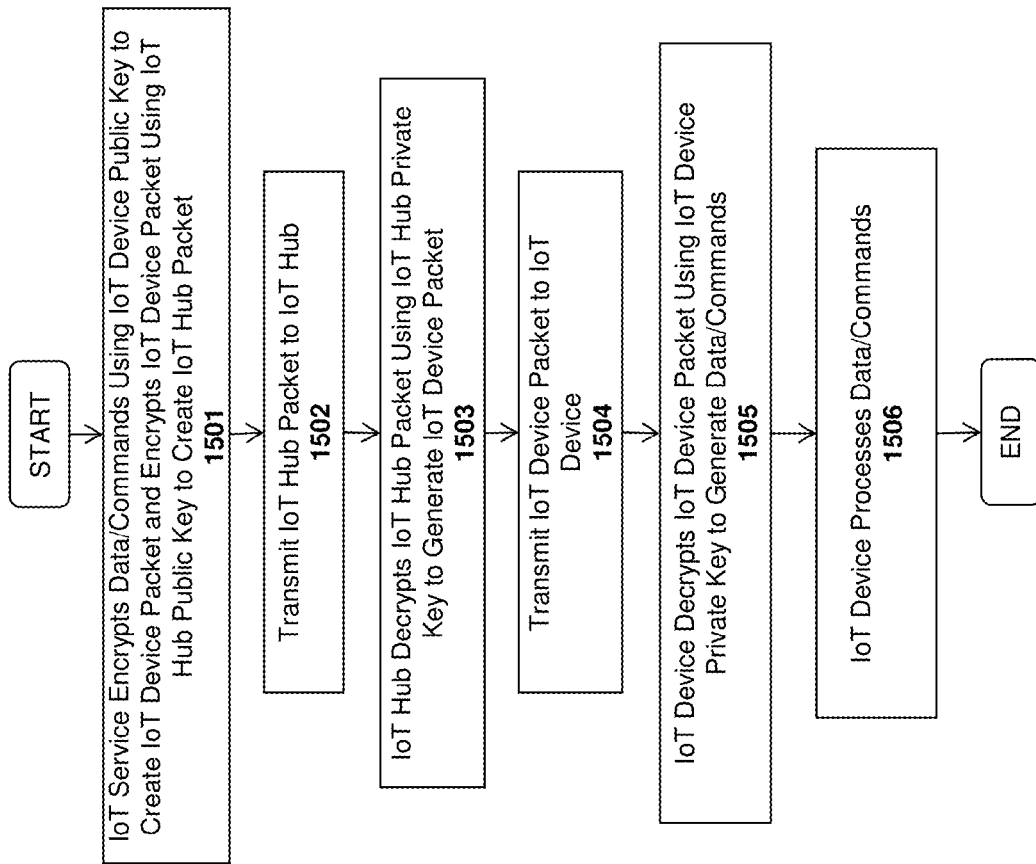 START
IoT Service Encrypts Data/Commands Using IoT Device Public Key to
Create IoT Device Packet and Encrypts IoT Device Packet Using IoT
Hub Public Key to Create IoT Hub Packet
1501
Transmit IoT Hub Packet to IoT Hub
1502
IoT Hub Decrypts IoT Hub Packet Using IoT Hub Private
Key to Generate IoT Device Packet
1503
Transmit IoT Device Packet to IoT
Device
1504
IoT Device Decrypts IoT Device Packet Using IoT Device
Private Key to Generate Data/Commands
1505
IoT Device Processes Data/Commands
1506
END